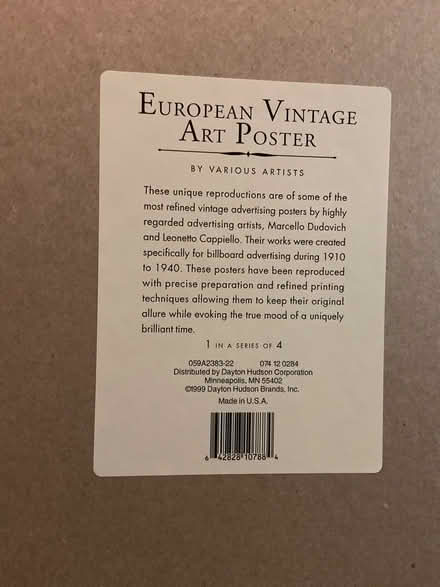 EUROPEAN VINTAGE
ART POSTER
BY VARIOUS ARTISTS
These unique reproductions are of some of the
most refined vintage advertising posters by highly
regarded advertising artists, Marcello Dudovich
and Leonetto Cappiello. Their works were created
specifically for billboard advertising during 1910
to 1940. These posters have been reproduced
with precise preparation and refined printing
techniques allowing them to keep their original
allure while evoking the true mood of a uniquely
brilliant time.
1 IN A SERIES OF 4
059A2383-22 074 12 0284
Distributed by Dayton Hudson Corporation
Minneapolis, MN 55402
©1999 Dayton Hudson Brands, Inc.
Made in U.S.A.
6 42828 10788 4